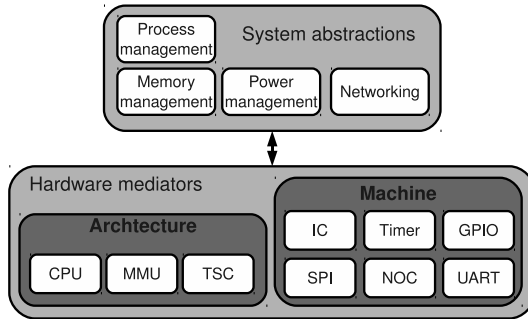 Process
management
System abstractions
Memory
management
Power
management
Networking
Hardware mediators
Archtecture
CPU
MMU
TSC
Machine
IC
Timer
GPIO
SPI
NOC
UART